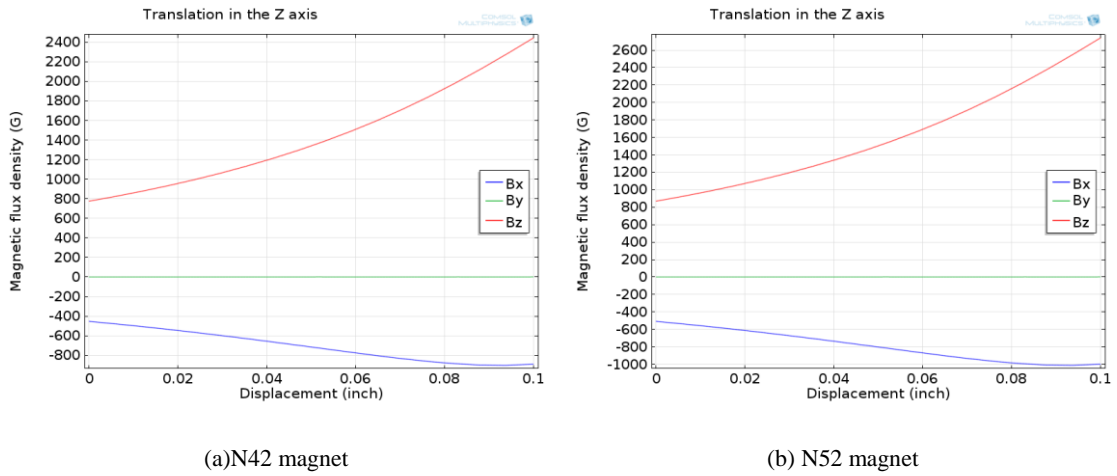 Translation in the Z axis
COMSOL
MULTIPHYSICS
2400
2200
2000
1800
1600
1400
1200
1000
800
600
400
200
0
-200
-400
-600
-800
Magnetic flux density (G)
Bx
By
Bz
0
0.02
0.04
0.06
0.08
0.1
Displacement (inch)
(a)N42 magnet
Translation in the Z axis
COMSOL
MULTIPHYSICS
2600
2400
2200
2000
1800
1600
1400
1200
1000
800
600
400
200
0
-200
-400
-600
-800
-1000
Magnetic flux density (G)
Bx
By
Bz
0
0.02
0.04
0.06
0.08
0.1
Displacement (inch)
(b) N52 magnet